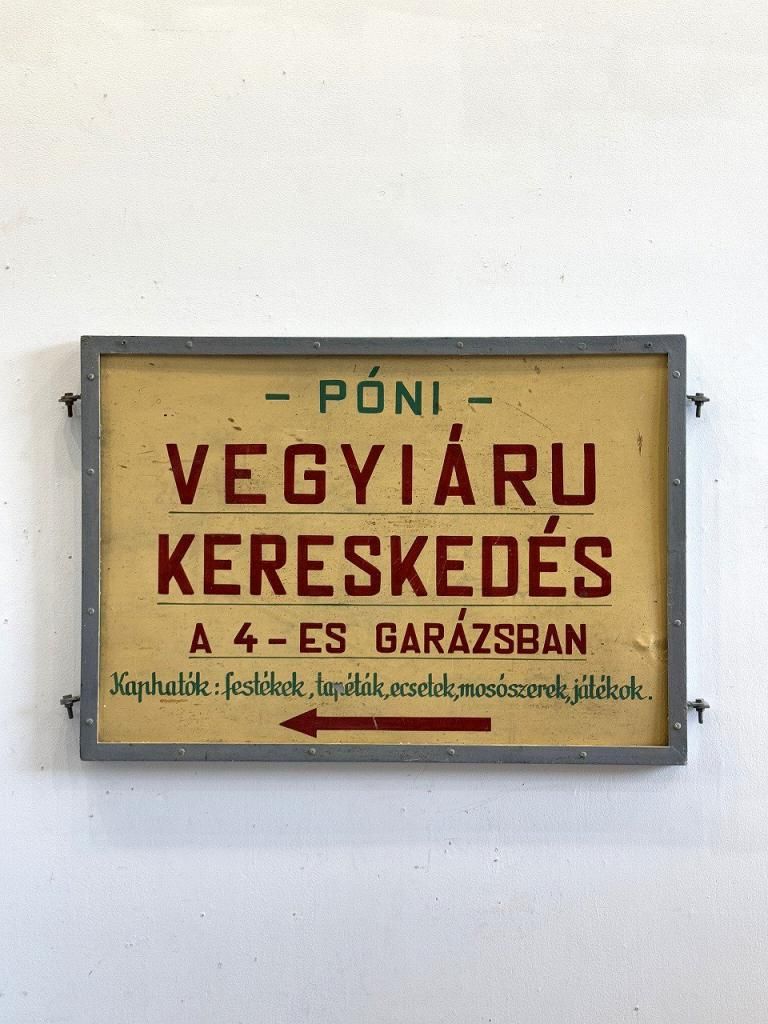 – PÓNI –
VEGYIÁRU
KERESKEDÉS
A 4–ES GARÁZSBAN
Kaphatók: festékek, tapéták, ecsetek, mosószerek, játékok.